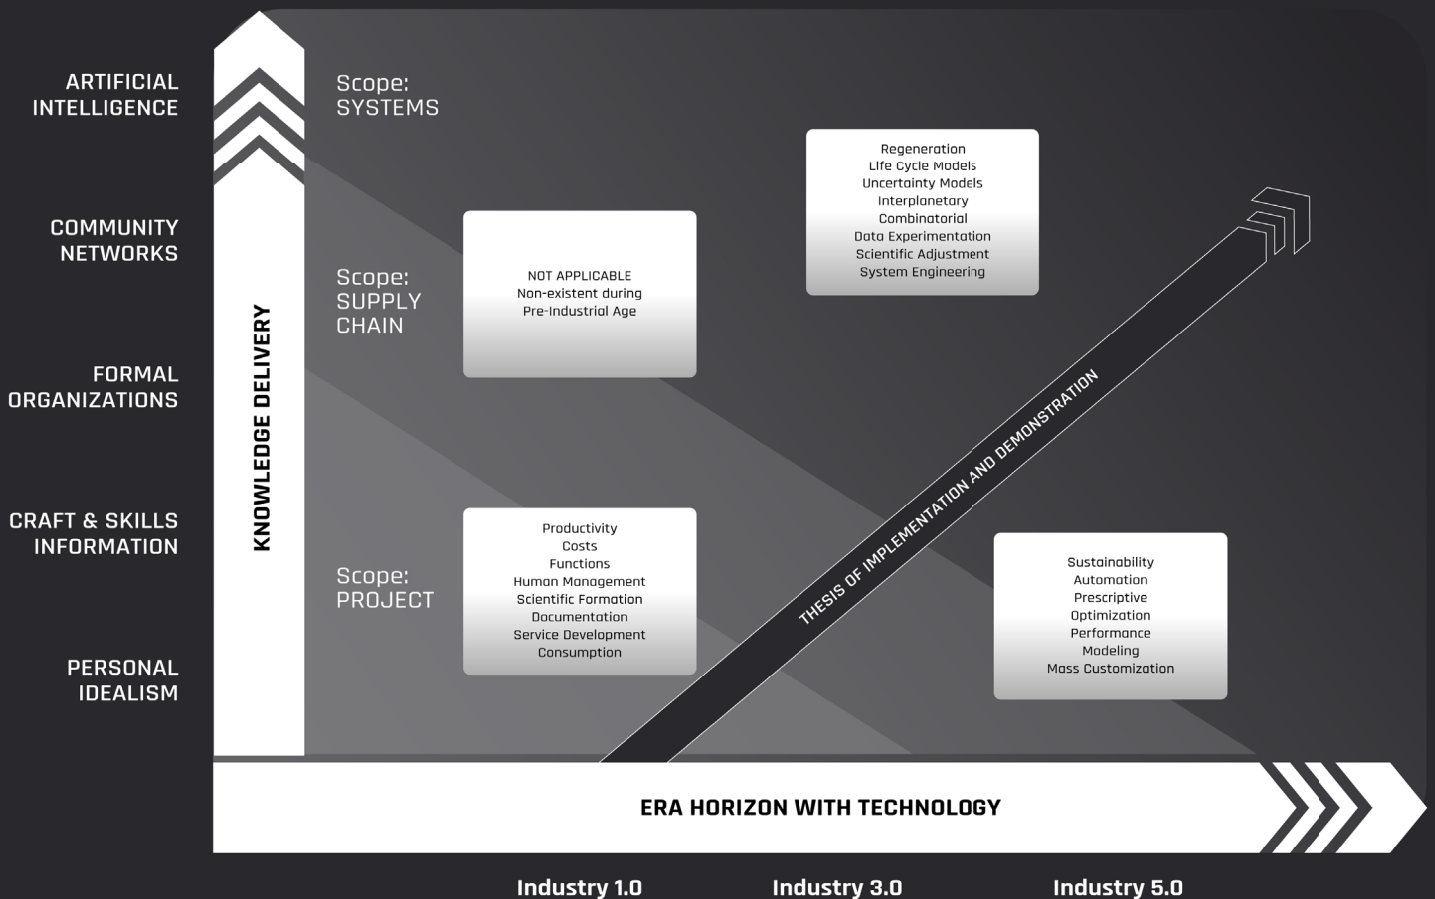 ARTIFICIAL
INTELLIGENCE
COMMUNITY
NETWORKS
FORMAL
ORGANIZATIONS
CRAFT & SKILLS
INFORMATION
PERSONAL
IDEALISM
KNOWLEDGE DELIVERY
Scope:
SYSTEMS
Scope:
SUPPLY
CHAIN
Scope:
PROJECT
NOT APPLICABLE
Non-existent during
Pre-Industrial Age
Regeneration
Life Cycle Models
Uncertainty Models
Interplanetary
Combinatorial
Data Experimentation
Scientific Adjustment
System Engineering
Productivity
Costs
Functions
Human Management
Scientific Formation
Documentation
Service Development
Consumption
THESIS OF IMPLEMENTATION AND DEMONSTRATION
Sustainability
Automation
Prescriptive
Optimization
Performance
Modeling
Mass Customization
ERA HORIZON WITH TECHNOLOGY
Industry 1.0
Industry 3.0
Industry 5.0